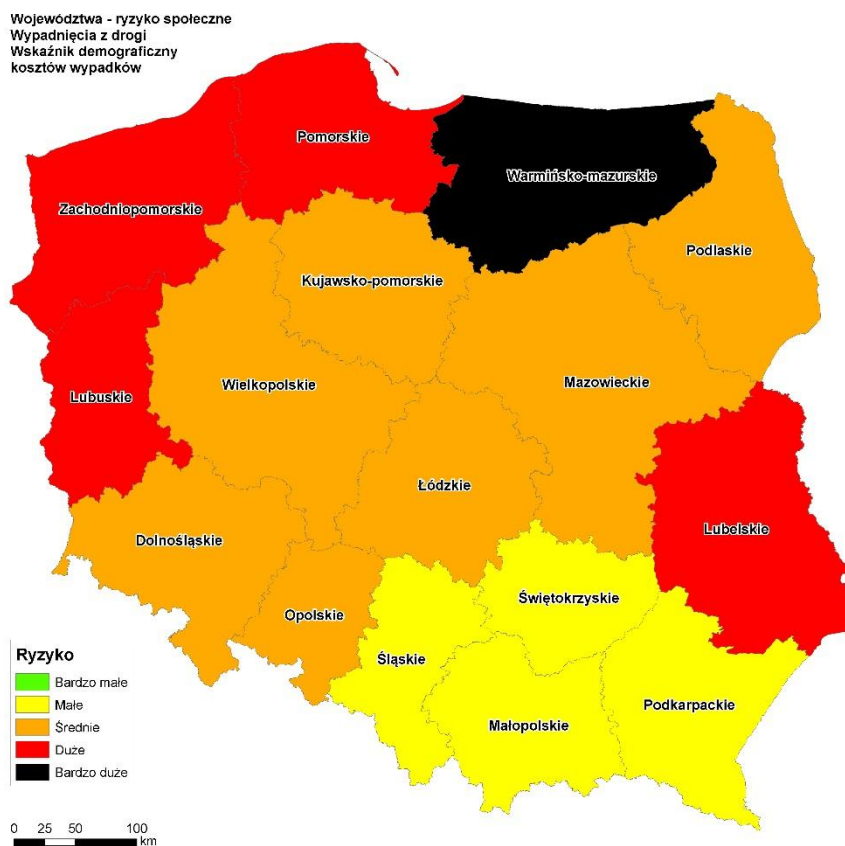 Województwa - ryzyko społeczne
Wypadnięcia z drogi
Wskaźnik demograficzny
kosztów wypadków
Pomorskie
Warmińsko-mazurskie
Zachodniopomorskie
Podlaskie
Kujawsko-pomorskie
Wielkopolskie
Mazowieckie
Lubuskie
Łódzkie
Lubelskie
Dolnośląskie
Świętokrzyskie
Opolskie
Śląskie
Podkarpackie
Małopolskie
Ryzyko
Bardzo małe
Małe
Średnie
Duże
Bardzo duże
0 25 50 100
km